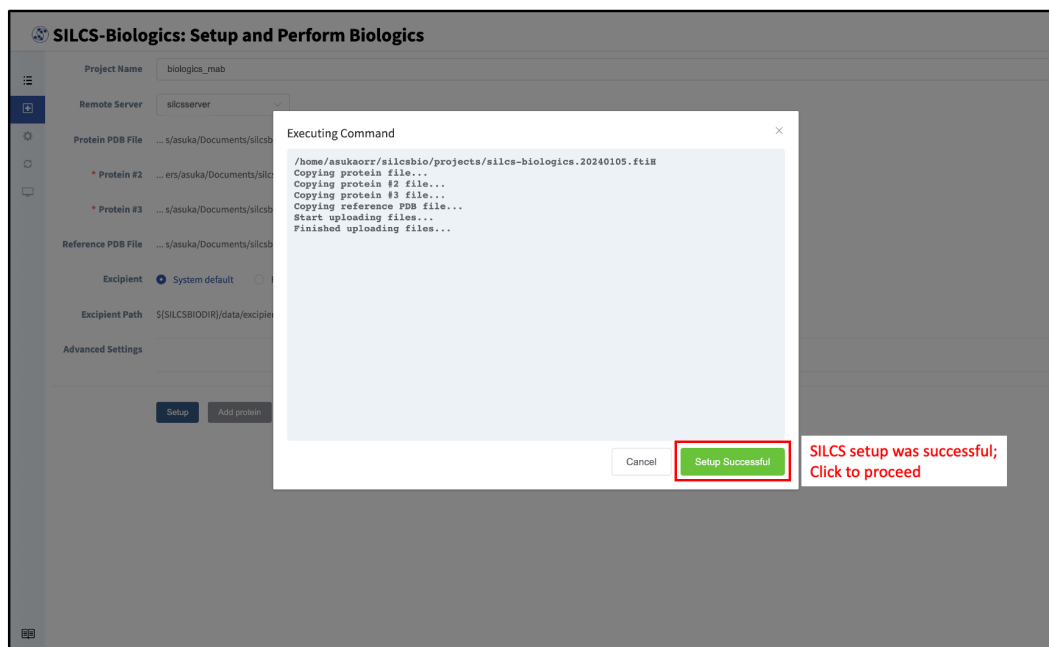 SILCS-Biologics: Setup and Perform Biologics
Project Name
biologics_mab
Remote Server
silcsserver
Protein PDB File
... s/asuka/Documents/silcsb
* Protein #2
... ers/asuka/Documents/silcs
* Protein #3
... s/asuka/Documents/silcsb
Reference PDB File
... s/asuka/Documents/silcsb
Excipient
System default
Excipient Path
${SILCSBIODIR}/data/excipie
Advanced Settings
Setup
Add protein
Executing Command
/home/asukaorr/silcsbio/projects/silcs-biologics.20240105.ftiH
Copying protein file...
Copying protein #2 file...
Copying protein #3 file...
Copying reference PDB file...
Start uploading files...
Finished uploading files...
Cancel
Setup Successful
SILCS setup was successful;
Click to proceed